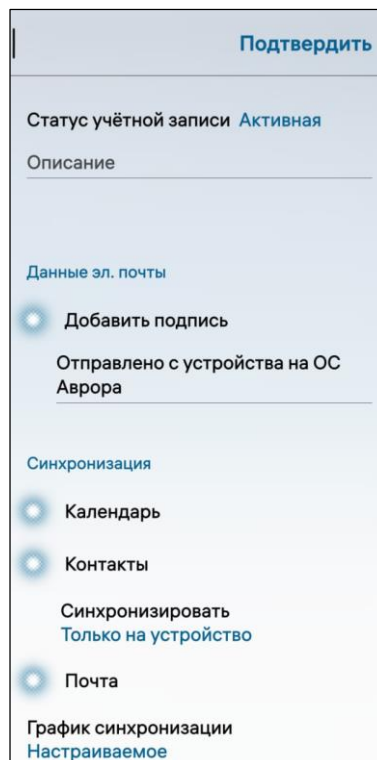 Подтвердить
Статус учётной записи Активная
Описание
Данные эл. почты
Добавить подпись
Отправлено с устройства на ОС
Аврора
Синхронизация
Календарь
Контакты
Синхронизировать
Только на устройство
Почта
График синхронизации
Настраиваемое